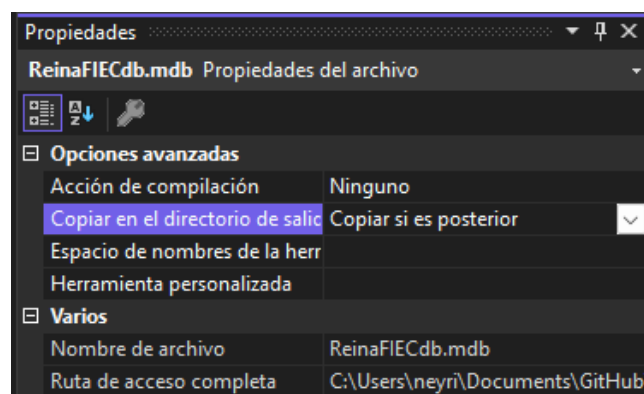 Propiedades
ReinaFIECdb.mdb Propiedades del archivo
Opciones avanzadas
Acción de compilación Ninguno
Copiar en el directorio de salic Copiar si es posterior
Espacio de nombres de la herr
Herramienta personalizada
Varios
Nombre de archivo ReinaFIECdb.mdb
Ruta de acceso completa C:\Users\neyri\Documents\GitHub